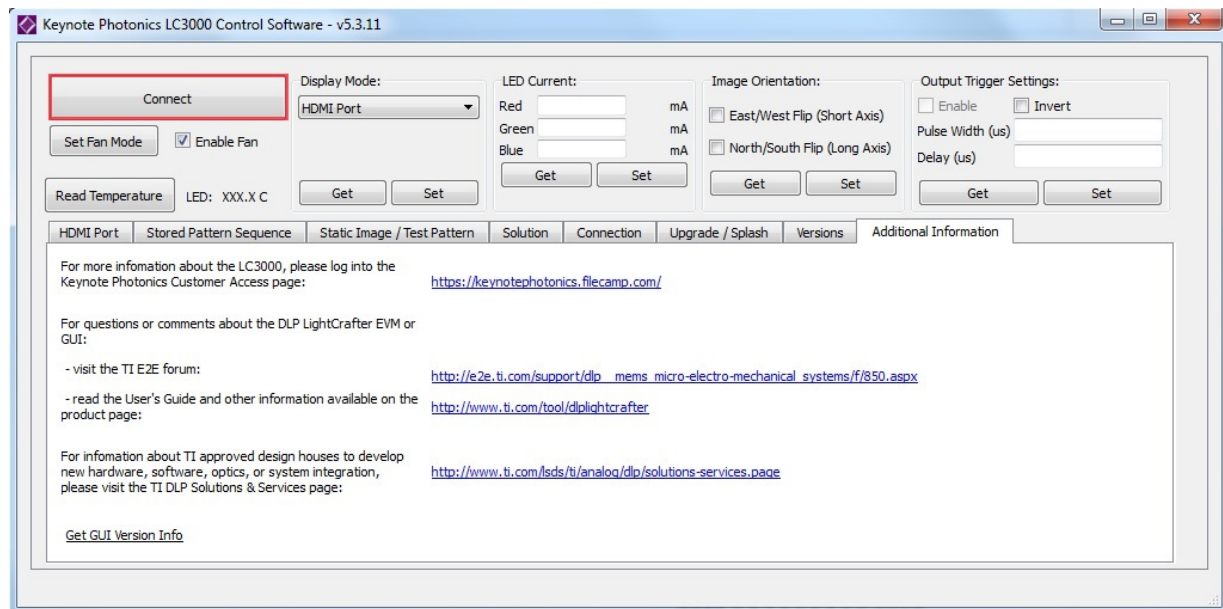 Keynote Photonics LC3000 Control Software - v5.3.11
Connect
Set Fan Mode
Enable Fan
Read Temperature
LED: XXX.X C
Display Mode:
HDMI Port
Get
Set
LED Current:
Red
mA
Green
mA
Blue
mA
Get
Set
Image Orientation:
East/West Flip (Short Axis)
North/South Flip (Long Axis)
Get
Set
Output Trigger Settings:
Enable
Invert
Pulse Width (us)
Delay (us)
Get
Set
HDMI Port
Stored Pattern Sequence
Static Image / Test Pattern
Solution
Connection
Upgrade / Splash
Versions
Additional Information
For more infomation about the LC3000, please log into the
Keynote Photonics Customer Access page:
https://keynotephotonics.filecamp.com/
For questions or comments about the DLP LightCrafter EVM or
GUI:
- visit the TI E2E forum:
http://e2e.ti.com/support/dlp__mems_micro-electro-mechanical_systems/f/850.aspx
- read the User's Guide and other information available on the
product page:
http://www.ti.com/tool/dlplightcrafter
For infomation about TI approved design houses to develop
new hardware, software, optics, or system integration,
please visit the TI DLP Solutions & Services page:
http://www.ti.com/lsds/ti/analog/dlp/solutions-services.page
Get GUI Version Info